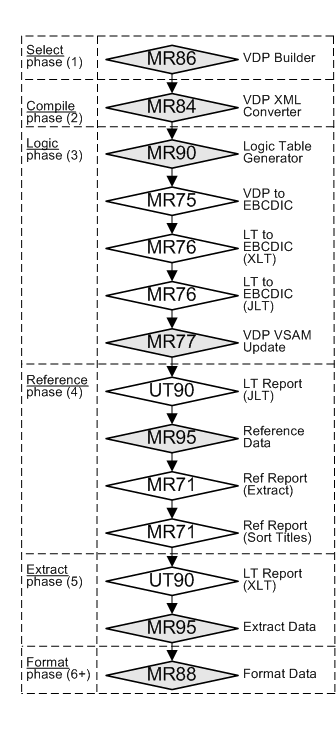 Select
phase (1)
MR86
VDP Builder
Compile
phase (2)
MR84
VDP XML
Converter
Logic
phase (3)
MR90
Logic Table
Generator
MR75
VDP to
EBCDIC
MR76
LT to
EBCDIC
(XLT)
MR76
LT to
EBCDIC
(JLT)
MR77
VDP VSAM
Update
Reference
phase (4)
UT90
LT Report
(JLT)
MR95
Reference
Data
MR71
Ref Report
(Extract)
MR71
Ref Report
(Sort Titles)
Extract
phase (5)
UT90
LT Report
(XLT)
MR95
Extract Data
Format
phase (6+)
MR88
Format Data